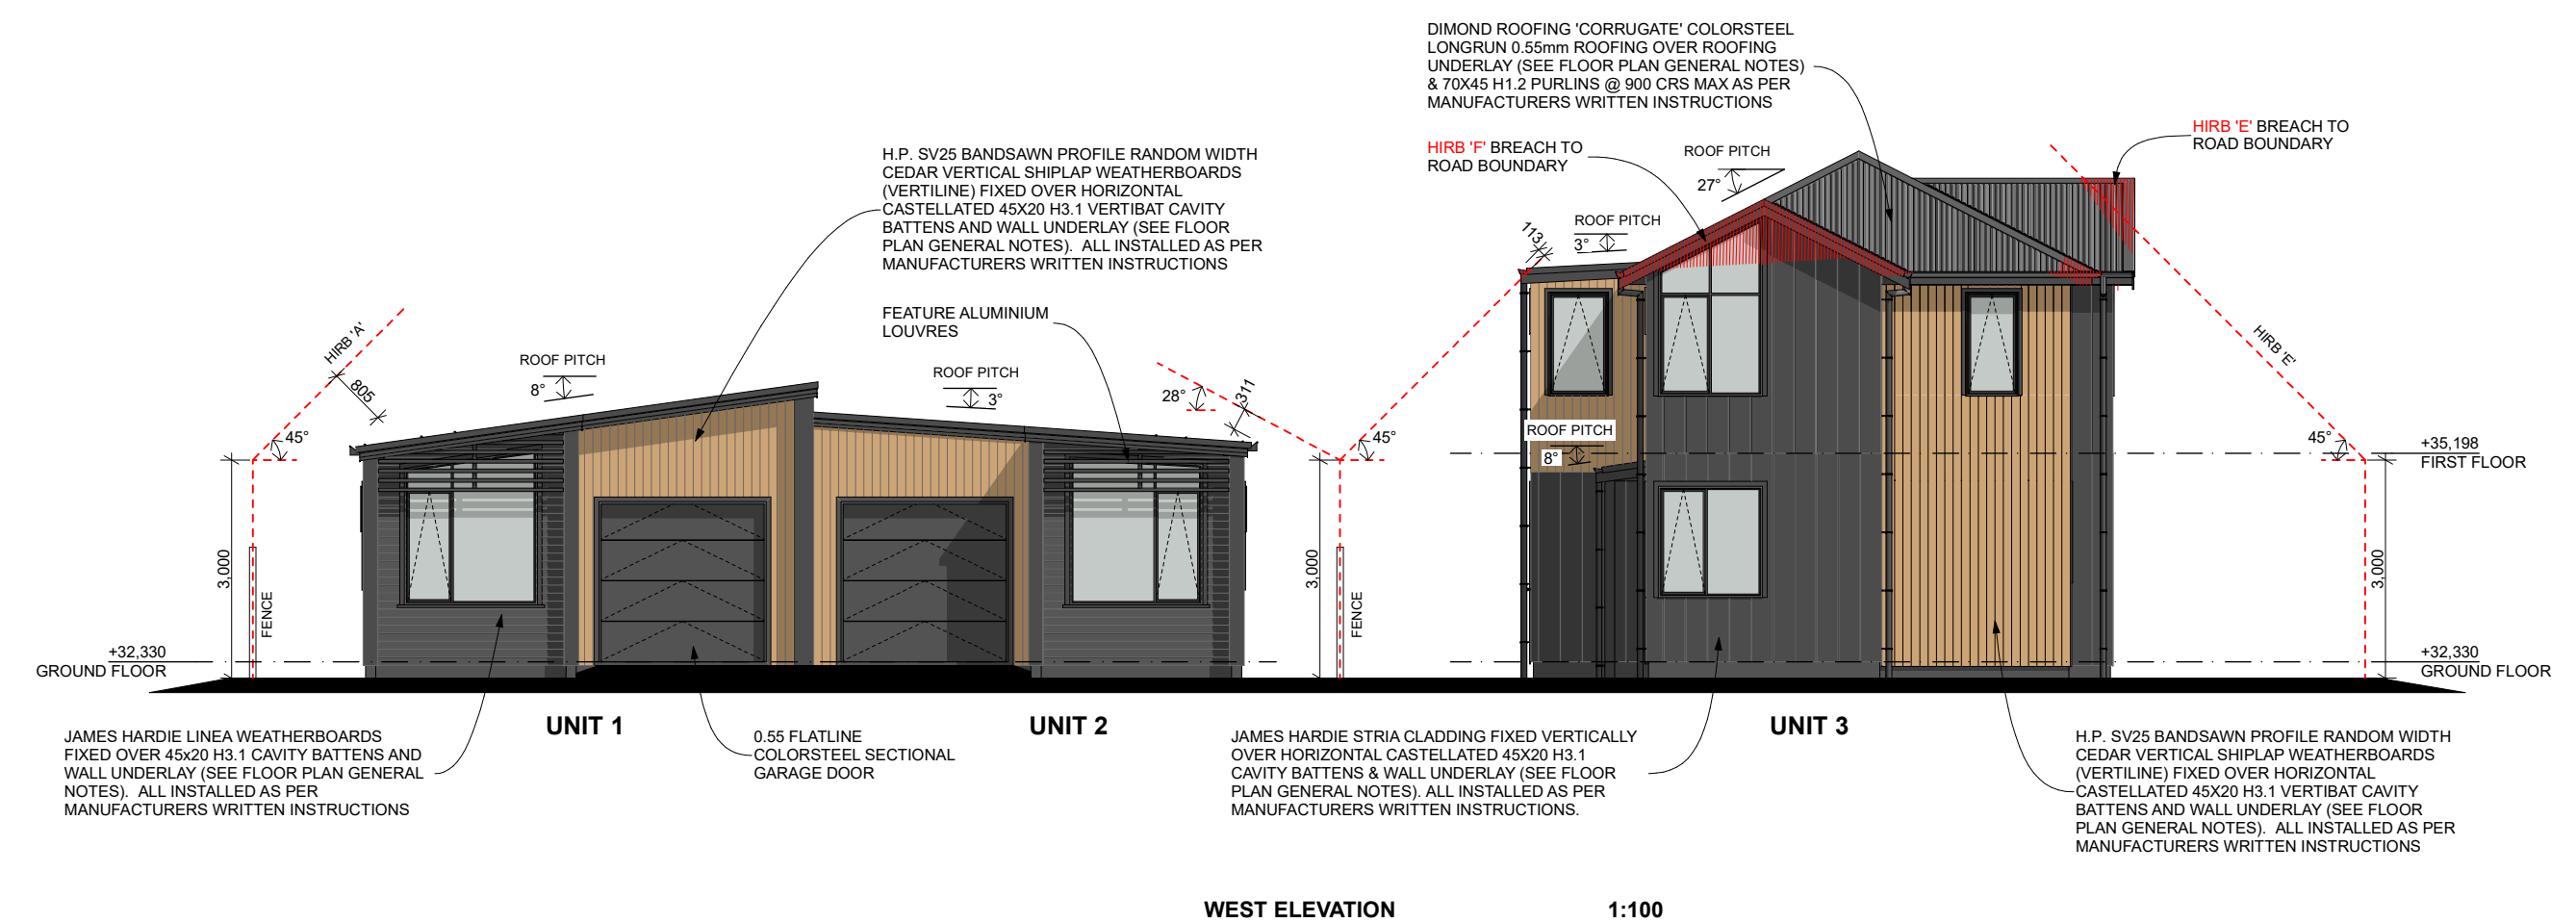 DIMOND ROOFING 'CORRUGATE' COLORSTEEL
LONGRUN 0.55mm ROOFING OVER ROOFING
UNDERLAY (SEE FLOOR PLAN GENERAL NOTES)
& 70X45 H1.2 PURLINS @ 900 CRS MAX AS PER
MANUFACTURERS WRITTEN INSTRUCTIONS
HIRB 'E' BREACH TO
ROAD BOUNDARY
HIRB 'F' BREACH TO
ROAD BOUNDARY
ROOF PITCH
27°
H.P. SV25 BANDSAWN PROFILE RANDOM WIDTH
CEDAR VERTICAL SHIPLAP WEATHERBOARDS
(VERTILINE) FIXED OVER HORIZONTAL
CASTELLATED 45X20 H3.1 VERTIBAT CAVITY
BATTENS AND WALL UNDERLAY (SEE FLOOR
PLAN GENERAL NOTES).  ALL INSTALLED AS PER
MANUFACTURERS WRITTEN INSTRUCTIONS
ROOF PITCH
3°
113
FEATURE ALUMINIUM
LOUVRES
HIRB 'A'
805
45°
ROOF PITCH
8°
ROOF PITCH
3°
28°
311
45°
ROOF PITCH
8°
HIRB 'E'
45°
+35,198
FIRST FLOOR
3,000
FENCE
3,000
FENCE
3,000
+32,330
GROUND FLOOR
+32,330
GROUND FLOOR
UNIT 1
UNIT 2
UNIT 3
JAMES HARDIE LINEA WEATHERBOARDS
FIXED OVER 45x20 H3.1 CAVITY BATTENS AND
WALL UNDERLAY (SEE FLOOR PLAN GENERAL
NOTES).  ALL INSTALLED AS PER
MANUFACTURERS WRITTEN INSTRUCTIONS
0.55 FLATLINE
COLORSTEEL SECTIONAL
GARAGE DOOR
JAMES HARDIE STRIA CLADDING FIXED VERTICALLY
OVER HORIZONTAL CASTELLATED 45X20 H3.1
CAVITY BATTENS & WALL UNDERLAY (SEE FLOOR
PLAN GENERAL NOTES). ALL INSTALLED AS PER
MANUFACTURERS WRITTEN INSTRUCTIONS.
H.P. SV25 BANDSAWN PROFILE RANDOM WIDTH
CEDAR VERTICAL SHIPLAP WEATHERBOARDS
(VERTILINE) FIXED OVER HORIZONTAL
CASTELLATED 45X20 H3.1 VERTIBAT CAVITY
BATTENS AND WALL UNDERLAY (SEE FLOOR
PLAN GENERAL NOTES).  ALL INSTALLED AS PER
MANUFACTURERS WRITTEN INSTRUCTIONS
WEST ELEVATION 1:100